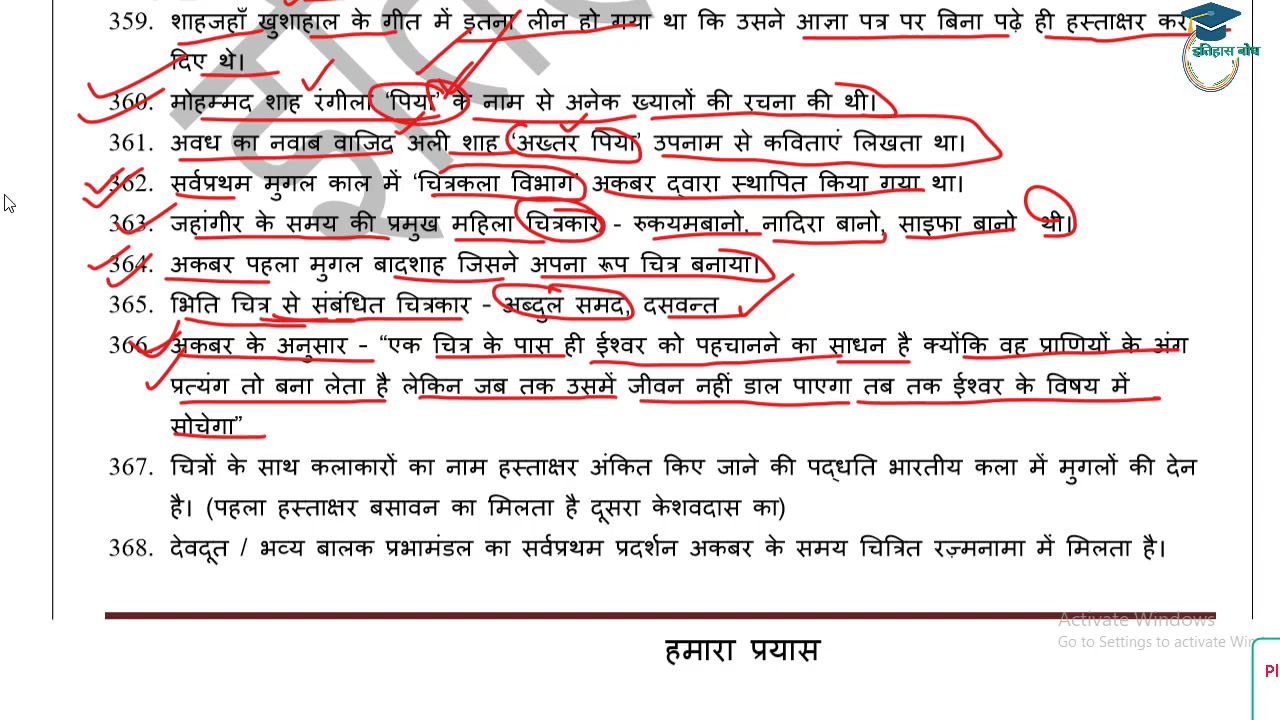 359. शाहजहाँ खुशाहाल के गीत में इतना लीन हो गया था कि उसने आज्ञा पत्र पर बिना पढ़े ही हस्ताक्षर कर
दिए थे।
इतिहास बोध
360. मोहम्मद शाह रंगीला 'पिया' के नाम से अनेक ख्यालों की रचना की थी।
361. अवध का नवाब वाजिद अली शाह 'अख्तर पिया' उपनाम से कविताएं लिखता था।
362. सर्वप्रथम मुगल काल में 'चित्रकला विभाग' अकबर द्वारा स्थापित किया गया था।
363. जहांगीर के समय की प्रमुख महिला चित्रकार - रुकयमबानो, नादिरा बानो, साइफा बानो थी।
364. अकबर पहला मुगल बादशाह जिसने अपना रूप चित्र बनाया।
365. भिति चित्र से संबंधित चित्रकार - अब्दुल समद, दसवन्त
366. अकबर के अनुसार - "एक चित्र के पास ही ईश्वर को पहचानने का साधन है क्योंकि वह प्राणियों के अंग
प्रत्यंग तो बना लेता है लेकिन जब तक उसमें जीवन नहीं डाल पाएगा तब तक ईश्वर के विषय में
सोचेगा"
367. चित्रों के साथ कलाकारों का नाम हस्ताक्षर अंकित किए जाने की पद्धति भारतीय कला में मुगलों की देन
है। (पहला हस्ताक्षर बसावन का मिलता है दूसरा केशवदास का)
368. देवदूत / भव्य बालक प्रभामंडल का सर्वप्रथम प्रदर्शन अकबर के समय चित्रित रज़्मनामा में मिलता है।
Activate Windows
Go to Settings to activate Win
हमारा प्रयास
Pl